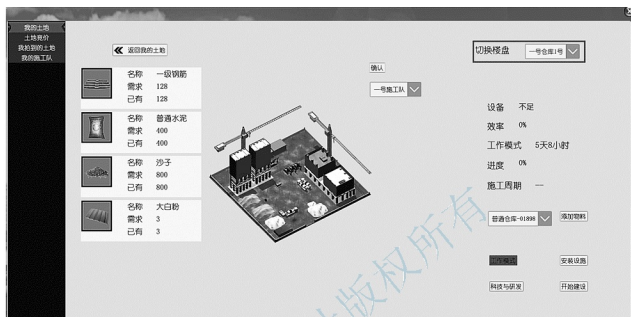 我的土地
土地竞价
我抢到的土地
我的施工队
返回我的土地
名称 一级钢筋
需求 128
已有 128
名称 普通水泥
需求 400
已有 400
名称 沙子
需求 800
已有 800
名称 大白粉
需求 3
已有 3
确认
一号施工队
切换楼盘 一号仓库1号
设备 不足
效率 0%
工作模式 5天8小时
进度 0%
施工周期 —
普通仓库-01898 添加物料
工作模式 安装设施
科技与研发 开始建设
版权所有